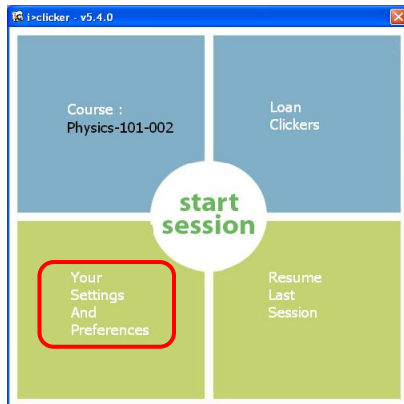 i>clicker - v5.4.0
Course :
Physics-101-002
Loan
Clickers
start
session
Your
Settings
And
Preferences
Resume
Last
Session